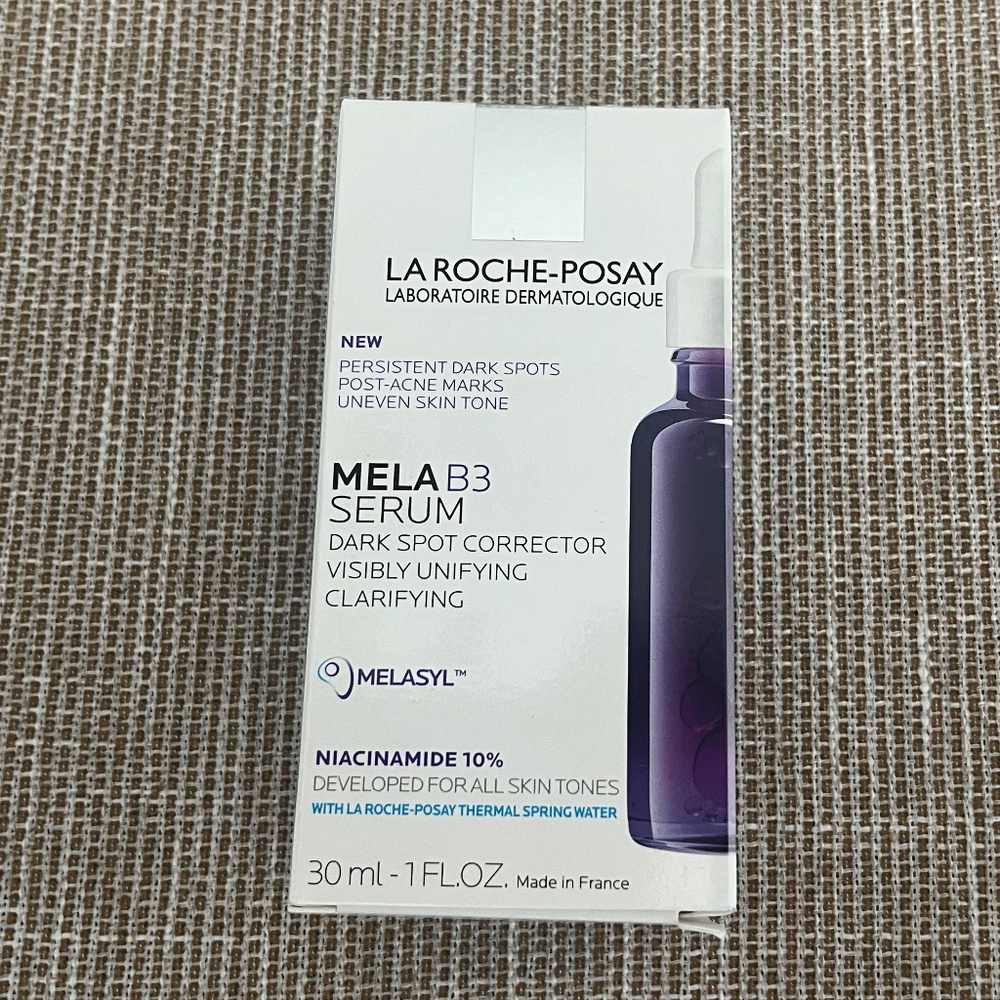 LA ROCHE-POSAY
LABORATOIRE DERMATOLOGIQUE
NEW
PERSISTENT DARK SPOTS
POST-ACNE MARKS
UNEVEN SKIN TONE
MELA B3
SERUM
DARK SPOT CORRECTOR
VISIBLY UNIFYING
CLARIFYING
MELASYL™
NIACINAMIDE 10%
DEVELOPED FOR ALL SKIN TONES
WITH LA ROCHE-POSAY THERMAL SPRING WATER
30 ml - 1 FL.OZ. Made in France